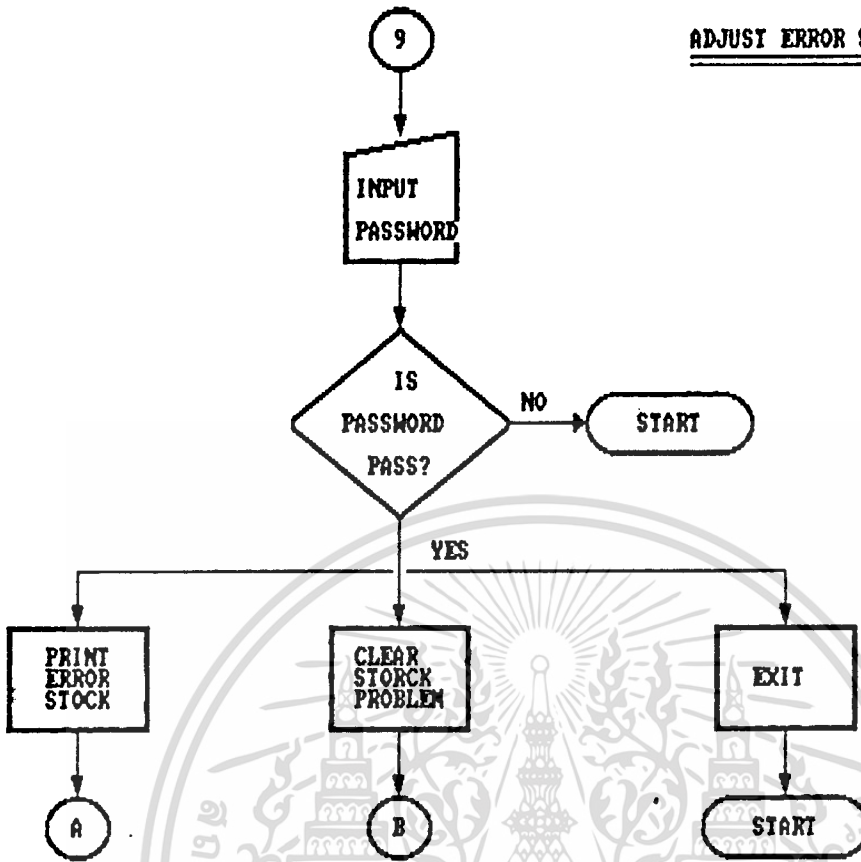 9
ADJUST ERROR
INPUT
PASSWORD
IS
PASSWORD
PASS?
NO
START
YES
PRINT
ERROR
STOCK
CLEAR
STORCK
PROBLEM
EXIT
A
B
START